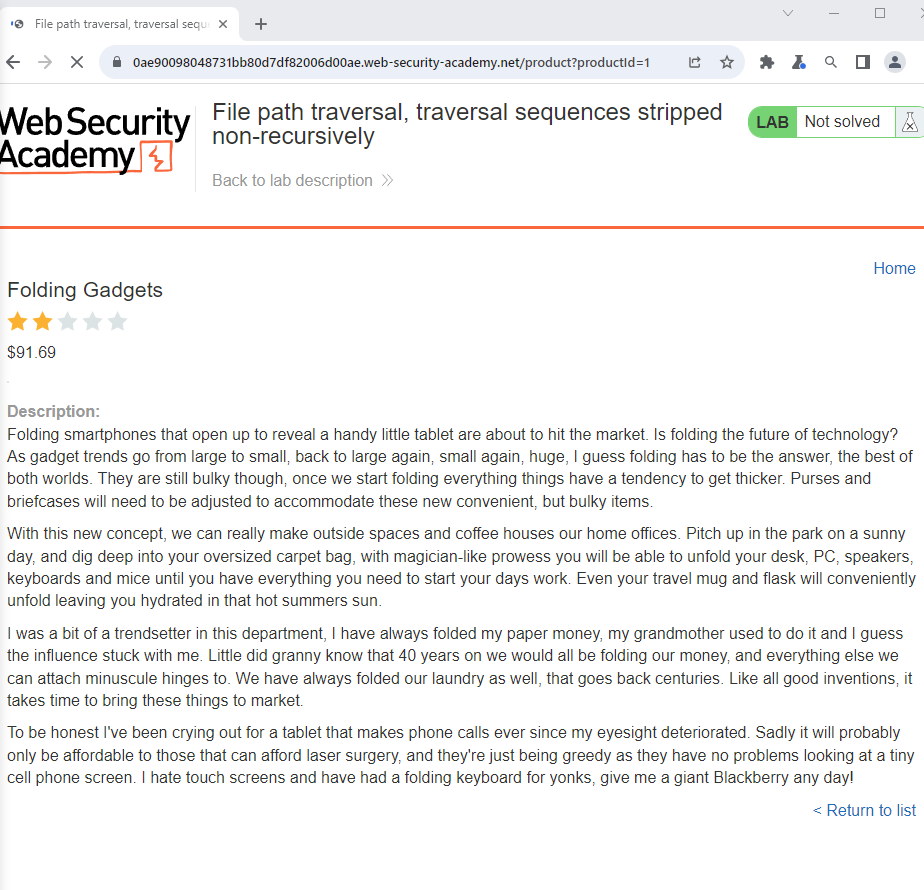 File path traversal, traversal sequ
0ae90098048731bb80d7df82006d00ae.web-security-academy.net/product?productId=1
WebSecurity
Academy
File path traversal, traversal sequences stripped
non-recursively
LAB Not solved
Back to lab description
Home
Folding Gadgets
$91.69
Description:
Folding smartphones that open up to reveal a handy little tablet are about to hit the market. Is folding the future of technology?
As gadget trends go from large to small, back to large again, small again, huge, I guess folding has to be the answer, the best of
both worlds. They are still bulky though, once we start folding everything things have a tendency to get thicker. Purses and
briefcases will need to be adjusted to accommodate these new convenient, but bulky items.
With this new concept, we can really make outside spaces and coffee houses our home offices. Pitch up in the park on a sunny
day, and dig deep into your oversized carpet bag, with magician-like prowess you will be able to unfold your desk, PC, speakers,
keyboards and mice until you have everything you need to start your days work. Even your travel mug and flask will conveniently
unfold leaving you hydrated in that hot summers sun.
I was a bit of a trendsetter in this department, I have always folded my paper money, my grandmother used to do it and I guess
the influence stuck with me. Little did granny know that 40 years on we would all be folding our money, and everything else we
can attach minuscule hinges to. We have always folded our laundry as well, that goes back centuries. Like all good inventions, it
takes time to bring these things to market.
To be honest I've been crying out for a tablet that makes phone calls ever since my eyesight deteriorated. Sadly it will probably
only be affordable to those that can afford laser surgery, and they're just being greedy as they have no problems looking at a tiny
cell phone screen. I hate touch screens and have had a folding keyboard for yonks, give me a giant Blackberry any day!
< Return to list